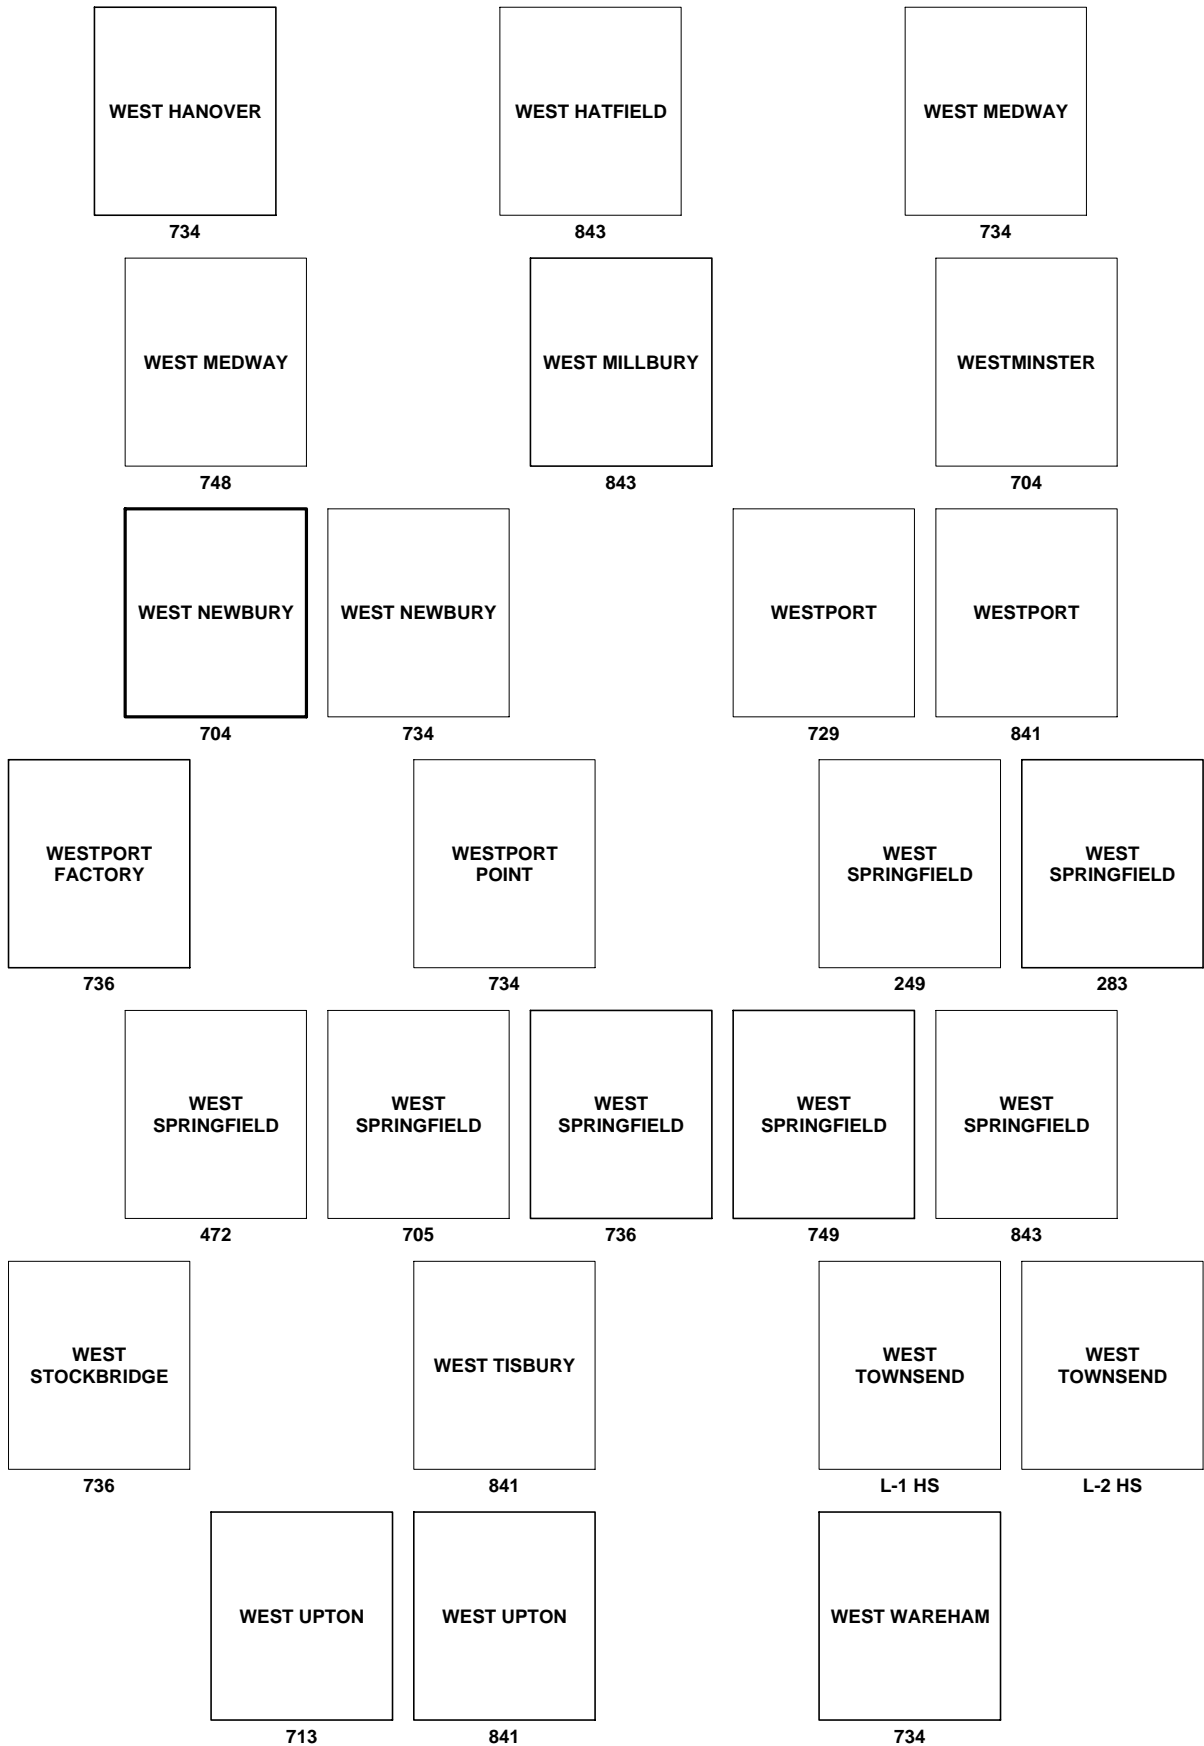 WEST HANOVER
WEST HATFIELD
WEST MEDWAY
734
843
734
WEST MEDWAY
WEST MILLBURY
WESTMINSTER
748
843
704
WEST NEWBURY
WEST NEWBURY
WESTPORT
WESTPORT
704
734
729
841
WESTPORT
FACTORY
WESTPORT
POINT
WEST
SPRINGFIELD
WEST
SPRINGFIELD
736
734
249
283
WEST
SPRINGFIELD
WEST
SPRINGFIELD
WEST
SPRINGFIELD
WEST
SPRINGFIELD
WEST
SPRINGFIELD
472
705
736
749
843
WEST
STOCKBRIDGE
WEST TISBURY
WEST
TOWNSEND
WEST
TOWNSEND
736
841
L-1 HS
L-2 HS
WEST UPTON
WEST UPTON
WEST WAREHAM
713
841
734